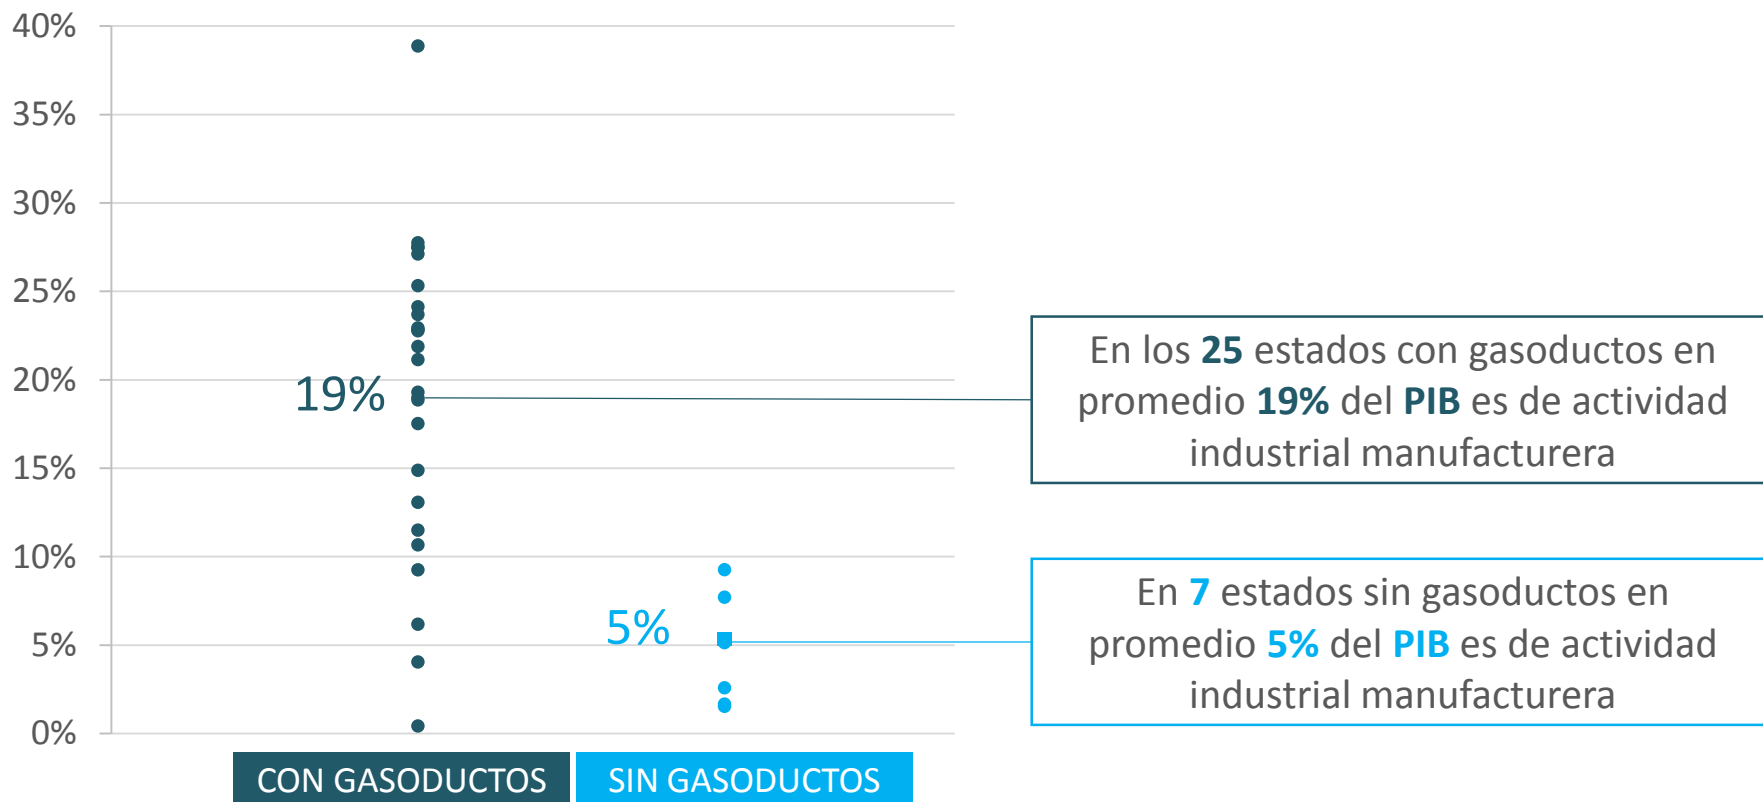 40%
35%
30%
25%
20%
15%
10%
5%
0%
19%
5%
CON GASODUCTOS
SIN GASODUCTOS
En los 25 estados con gasoductos en
promedio 19% del PIB es de actividad
industrial manufacturera
En 7 estados sin gasoductos en
promedio 5% del PIB es de actividad
industrial manufacturera